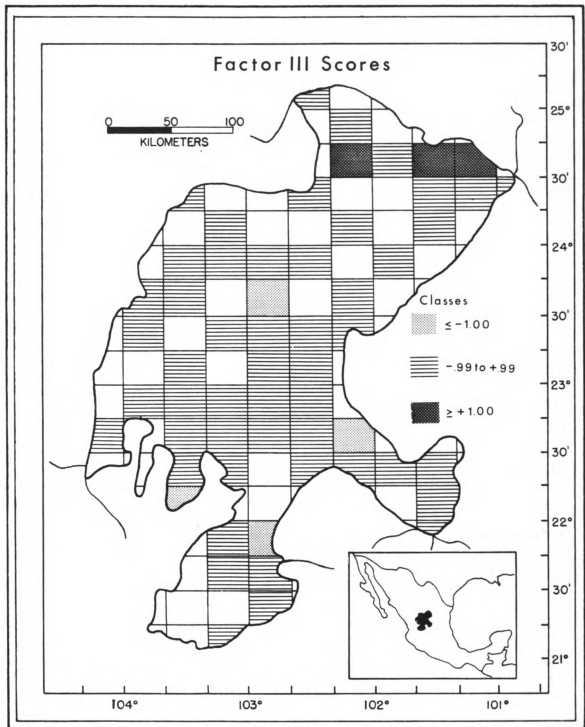 Factor III Scores
0 50 100
KILOMETERS
Classes
≤ -1.00
-.99 to +.99
≥ +1.00
30'
25°
30'
24°
30'
23°
30'
22°
30'
21°
104° 103° 102° 101°